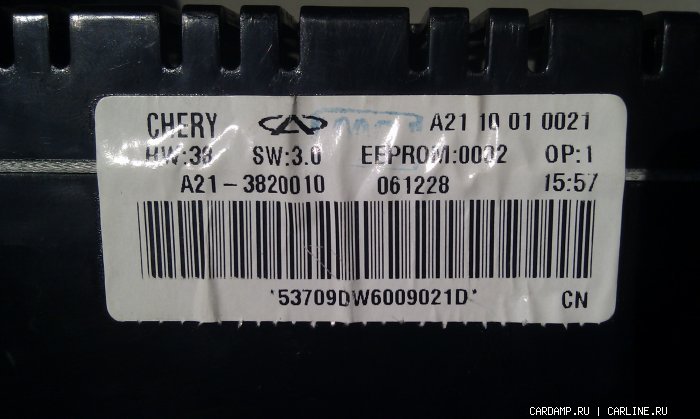 CHERY A21 10 01 0021
HW:38 SW:3.0 EEPROM:0002 OP:1
A21-3820010 061228 15:57
*53709DW6009021D* CN
CARDAMP.RU | CARLINE.RU